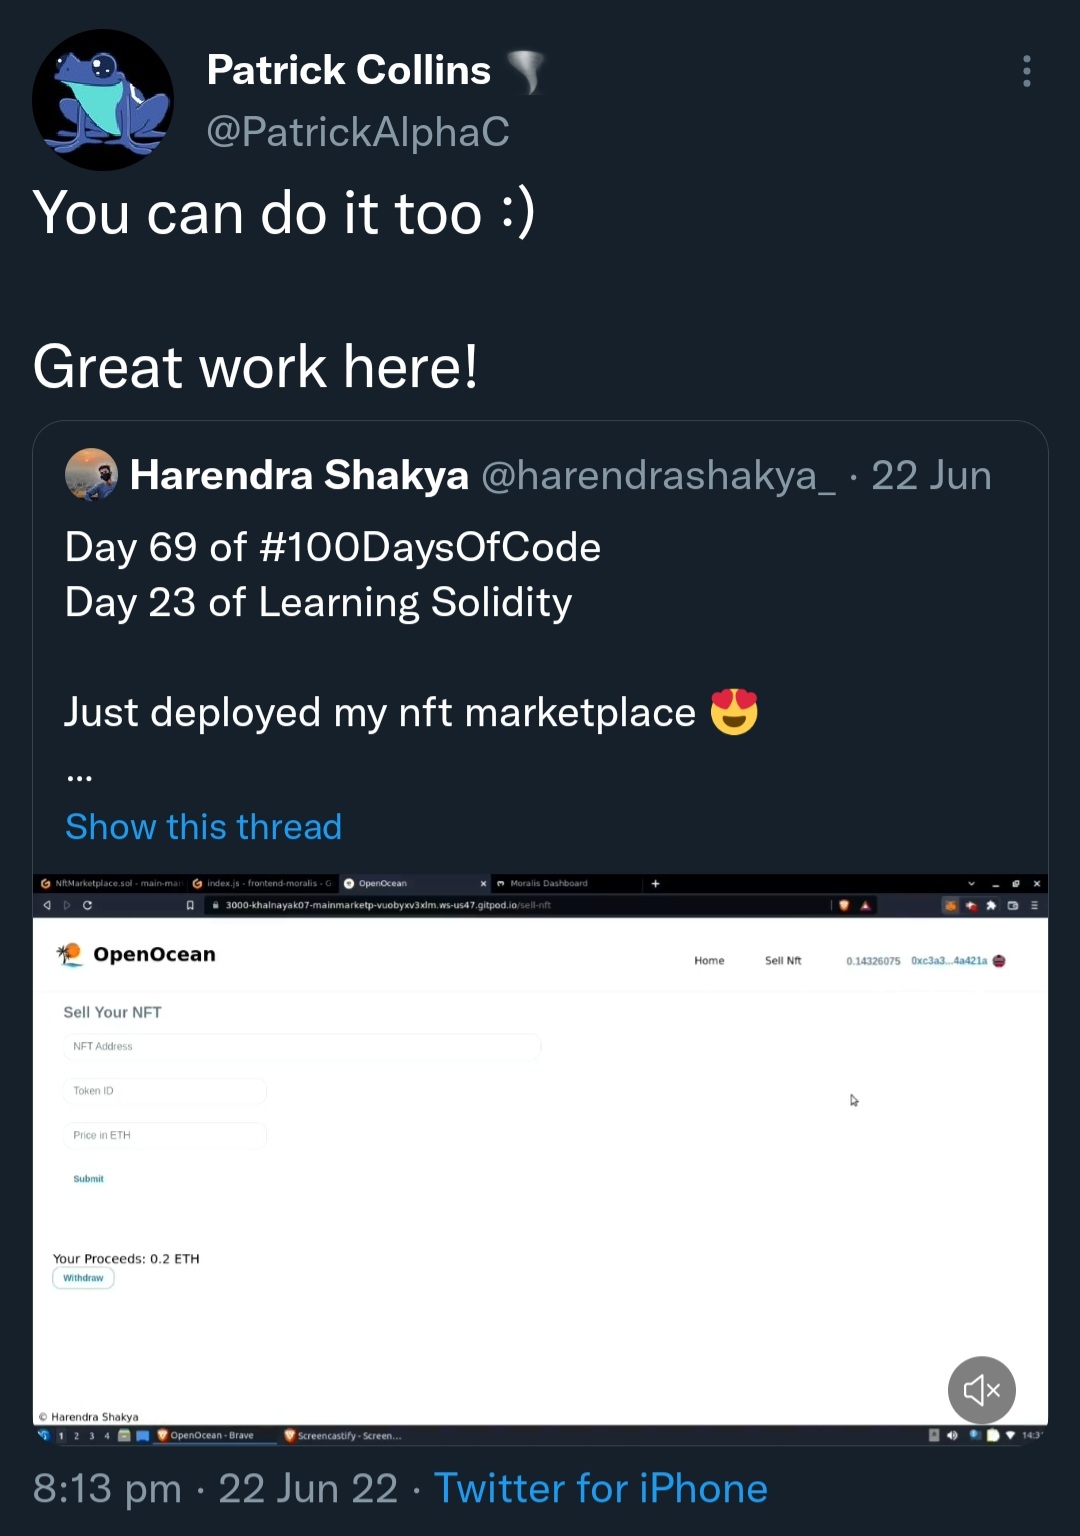 Patrick Collins
@PatrickAlphaC
You can do it too :)
Great work here!
Harendra Shakya @harendrashakya_ · 22 Jun
Day 69 of #100DaysOfCode
Day 23 of Learning Solidity
Just deployed my nft marketplace 😍
...
Show this thread
NftMarketplace.sol - main-mar index.js - frontend-moralis - G OpenOcean Moralis Dashboard
3000-khalnayak07-mainmarketp-vuobyxv3xlm.ws-us47.gitpod.io/sell-nft
OpenOcean
Home Sell Nft 0.14326075 0xc3a3...4a421a
Sell Your NFT
NFT Address
Token ID
Price in ETH
Submit
Your Proceeds: 0.2 ETH
Withdraw
© Harendra Shakya
1 2 3 4 OpenOcean - Brave Screencastify - Screen... 14:3
8:13 pm · 22 Jun 22 · Twitter for iPhone